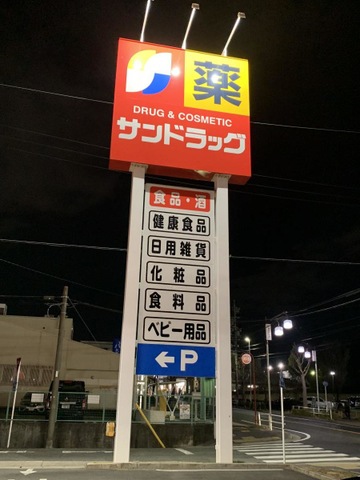 薬
DRUG & COSMETIC
サンドラッグ
食品・酒
健康食品
日用雑貨
化粧品
食料品
ベビー用品
←P